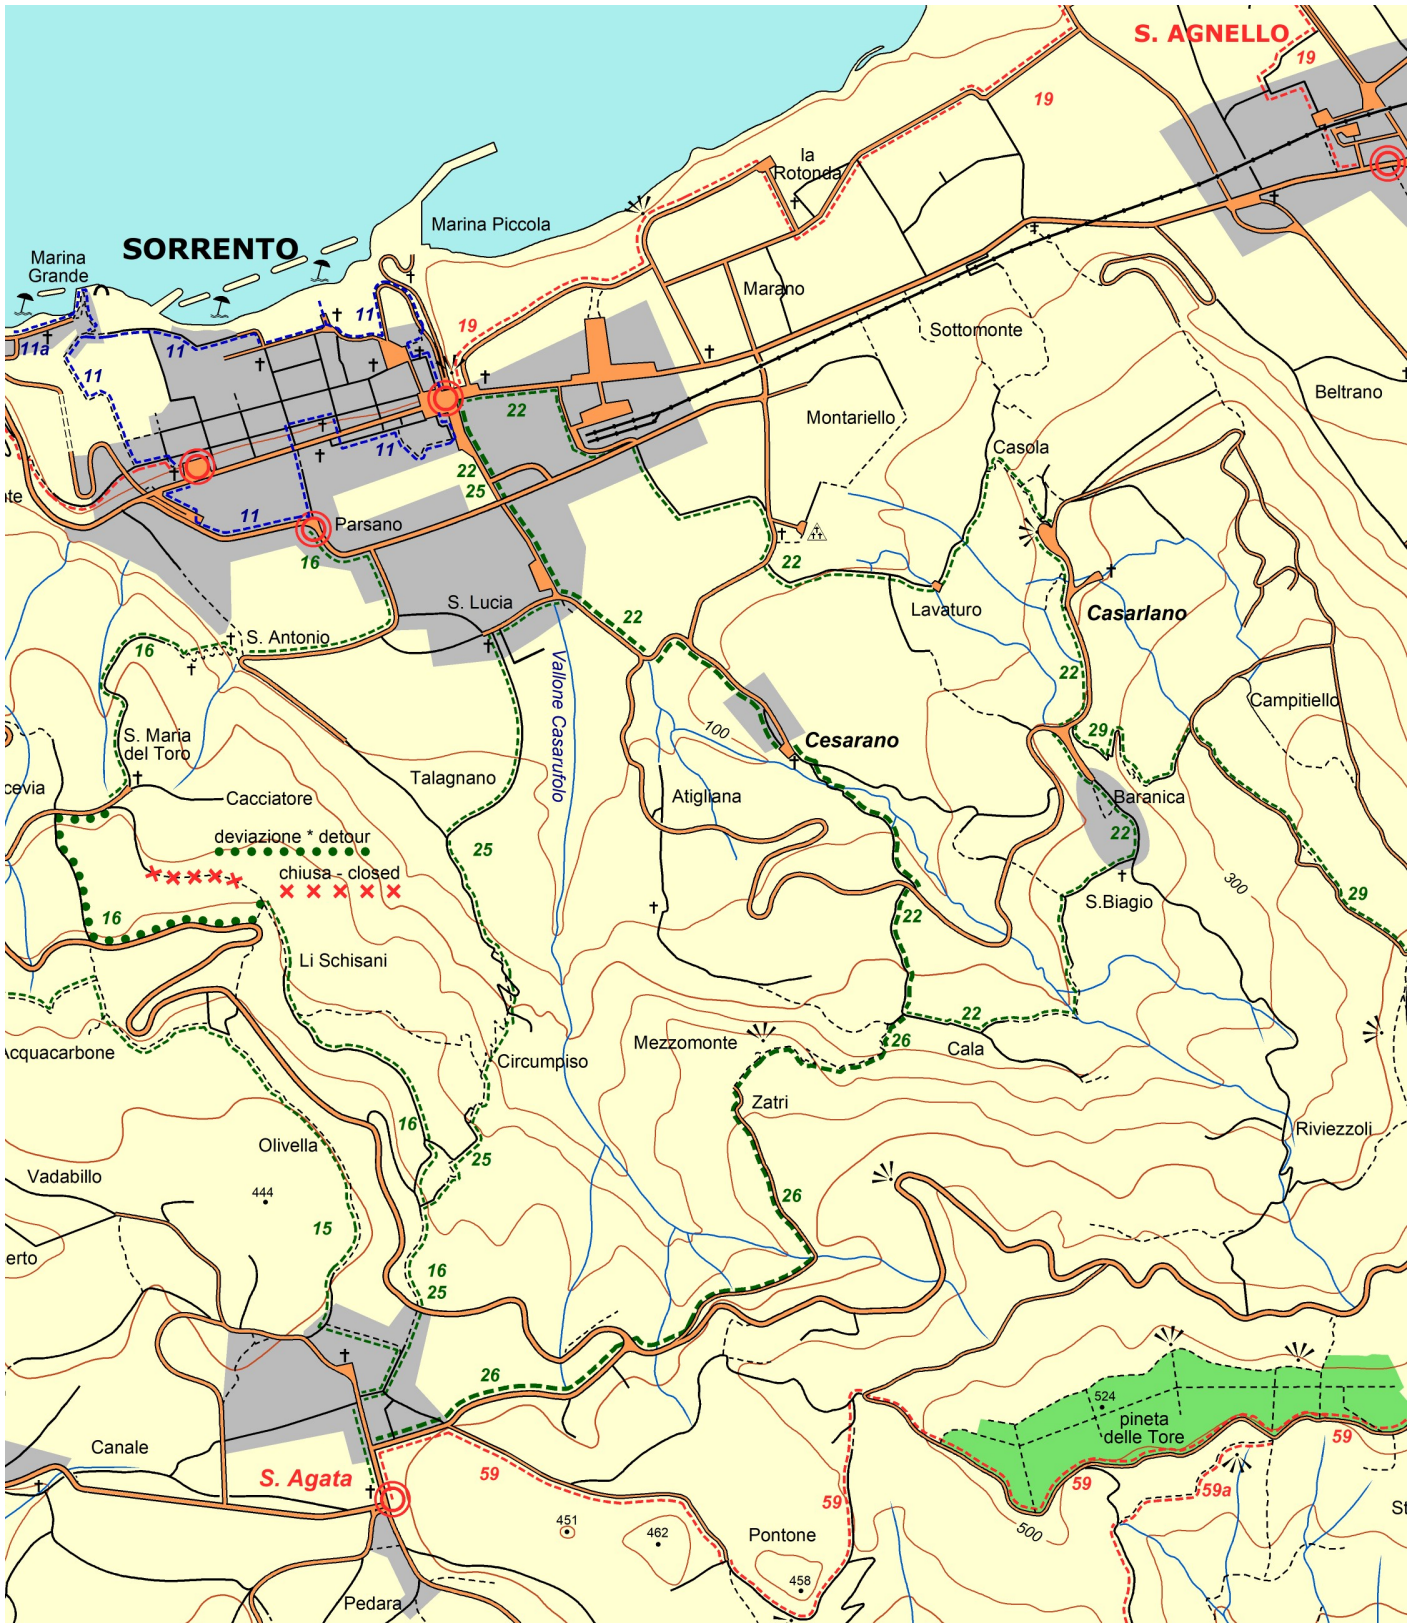 S. AGNELLO
19
19
la
Rotonda
Marina Piccola
SORRENTO
Marina
Grande
Marano
11
19
11a
11
11
Sottomonte
Beltrano
22
Montariello
11
Casola
22
25
11
Parsano
16
22
S. Lucia
Lavaturo
Casarlano
22
S. Antonio
16
Vallone Casarufolo
22
Campitiello
S. Maria
del Toro
100
Cesarano
29
Talagnano
cevia
Cacciatore
Atigliana
Baranica
deviazione * detour
22
25
chiusa - closed
300
S.Biagio
29
16
22
Li Schisani
22
Mezzomonte
26
Cala
Acquacarbone
Circumpiso
Zatri
16
Olivella
Riviezzoli
25
Vadabillo
444
26
15
erto
16
25
26
524
pineta
delle Tore
Canale
59
S. Agata
59
59
59
59a
451
462
Pontone
500
St
458
Pedara